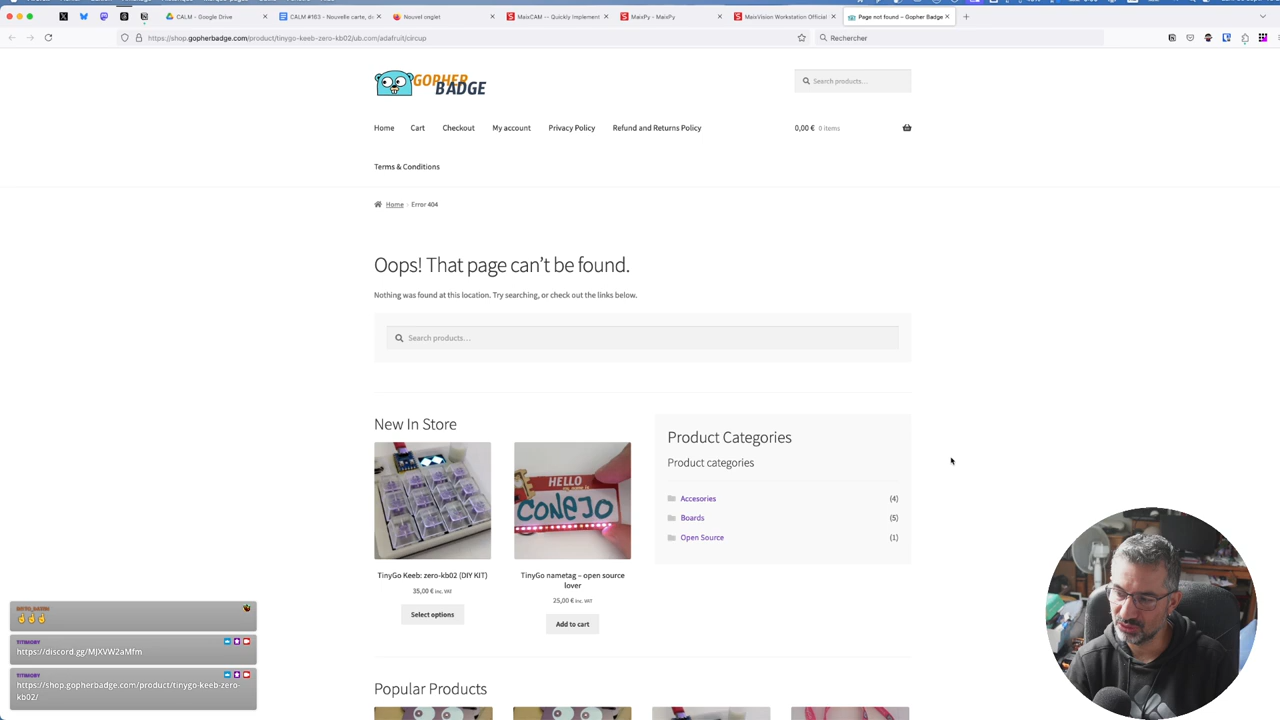 CALM - Google Drive
CALM #183 - Nouvelle carte, do
Nouvel onglet
MaixCAM — Quickly Implement
MaixPy - MaixPy
MaixVision Workstation Official
Page not found – Gopher Badge
https://shop.gopherbadge.com/product/tinygo-keeb-zero-kb02/ub.com/adafruit/circup
Rechercher
GOPHER
BADGE
Search products…
Home
Cart
Checkout
My account
Privacy Policy
Refund and Returns Policy
0,00 € 0 items
Terms & Conditions
Home › Error 404
Oops! That page can’t be found.
Nothing was found at this location. Try searching, or check out the links below.
Search products…
New In Store
Product Categories
Product categories
Accesories (4)
Boards (5)
Open Source (1)
HELLO
CONEJO
TinyGo Keeb: zero-kb02 (DIY KIT)
35,00 € inc. VAT
Select options
TinyGo nametag – open source
lover
25,00 € inc. VAT
Add to cart
Popular Products
TITIMOBY
https://discord.gg/MJXVW2aMfm
TITIMOBY
https://shop.gopherbadge.com/product/tinygo-keeb-zero-
kb02/